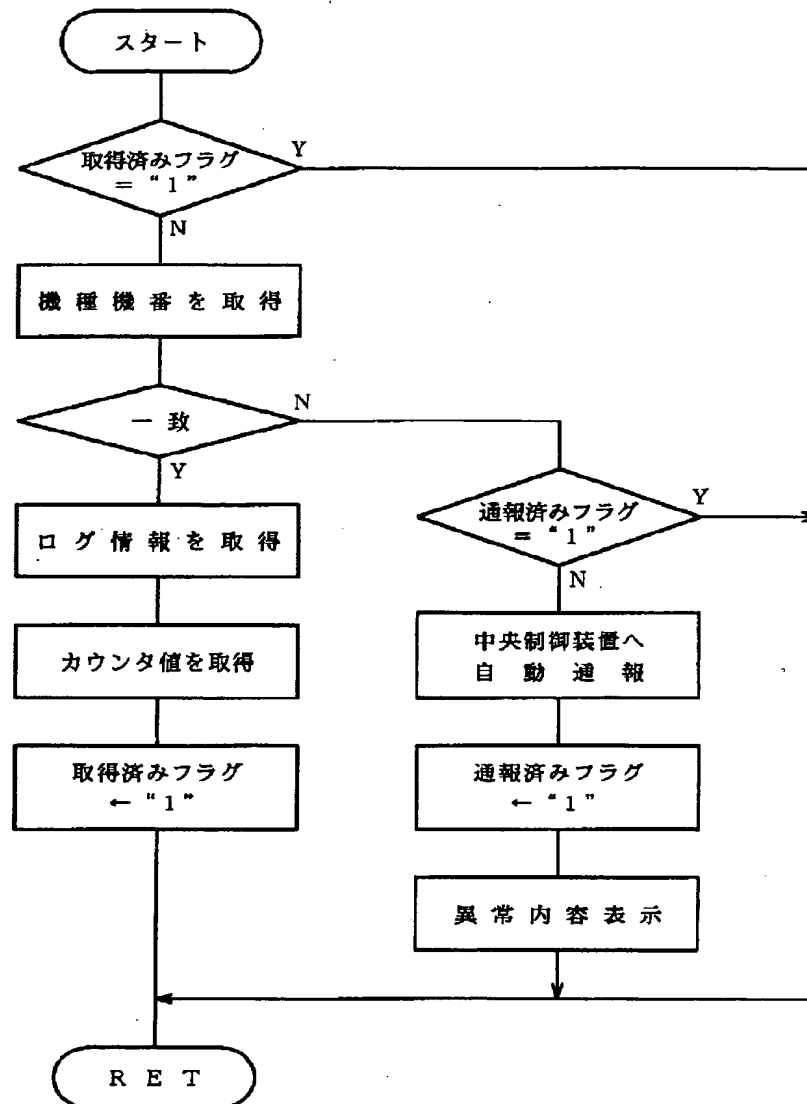 スタート
取得済みフラグ
= “1”
Y
N
機種機番を取得
一致
N
Y
ログ情報を取得
カウンタ値を取得
取得済みフラグ
← “1”
通報済みフラグ
= “1”
Y
N
中央制御装置へ
自動通報
通報済みフラグ
← “1”
異常内容表示
RET